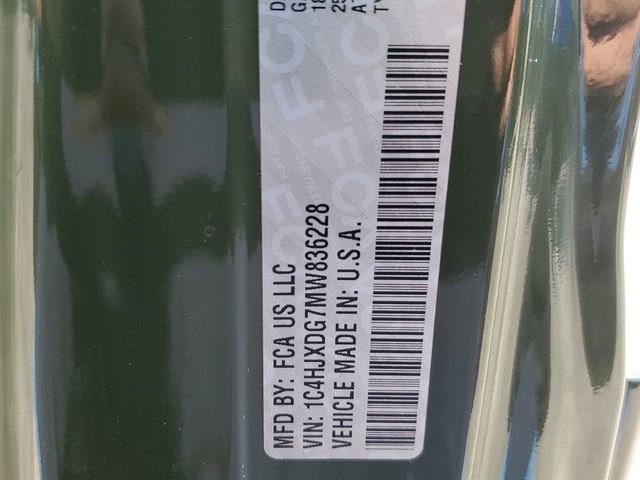 MFD BY: FCA US LLC
VIN: 1C4HJXDG7MW836228
VEHICLE MADE IN: U.S.A.